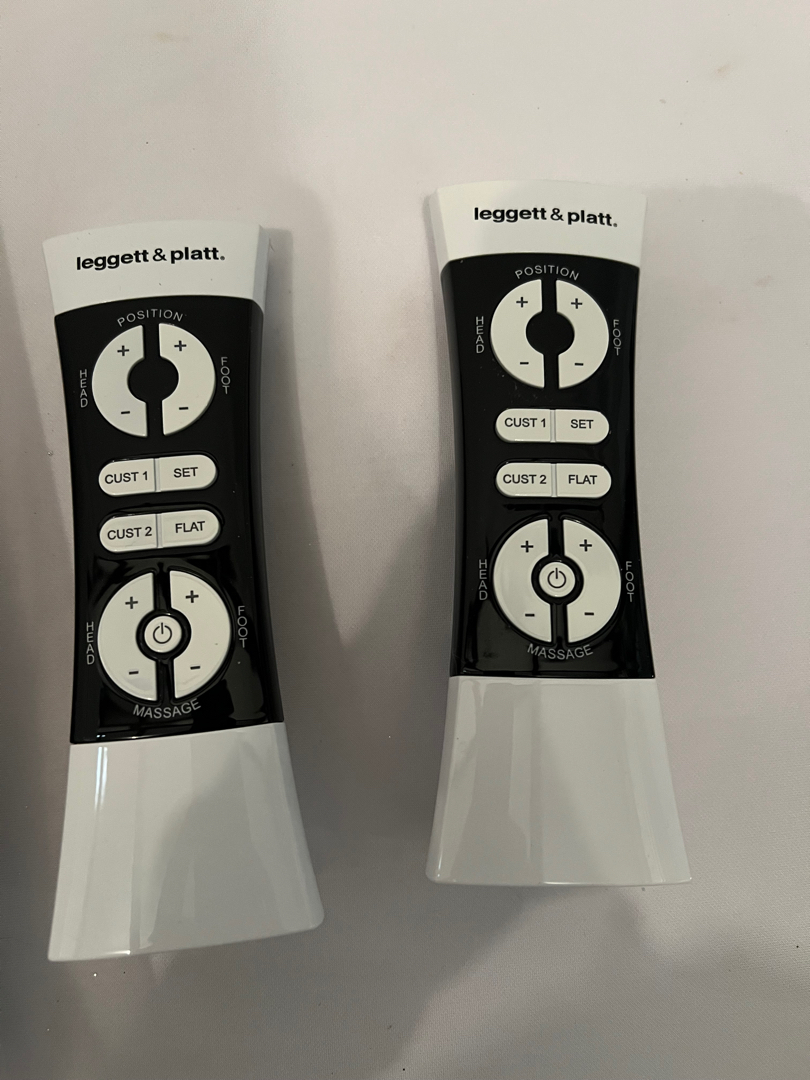 leggett & platt.
POSITION
HEAD
+ +
FOOT
- -
CUST 1 SET
CUST 2 FLAT
HEAD
+ +
FOOT
- -
MASSAGE
leggett & platt.
POSITION
HEAD
+ +
FOOT
- -
CUST 1 SET
CUST 2 FLAT
HEAD
+ +
FOOT
- -
MASSAGE